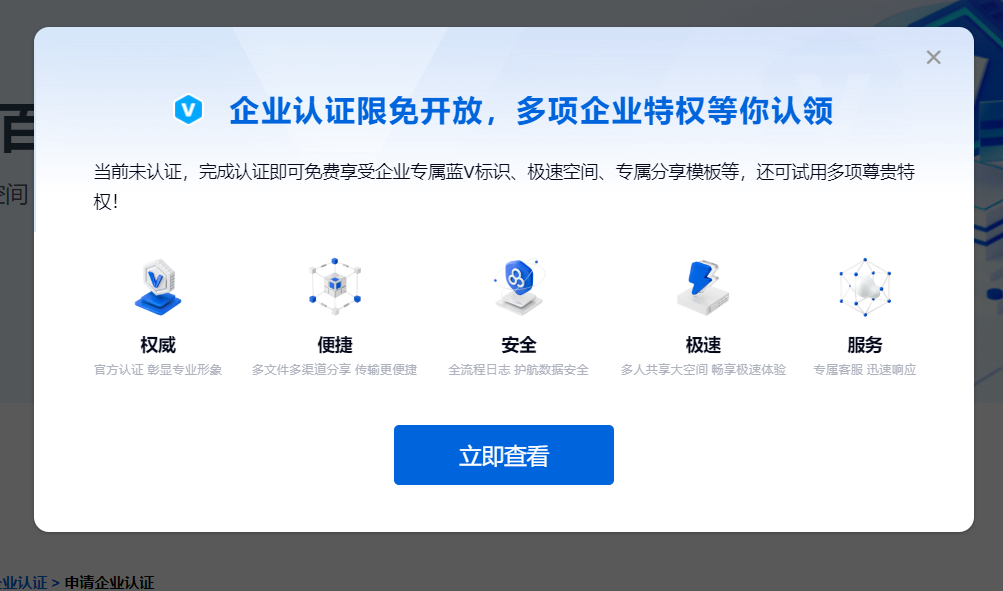 企业认证限免开放，多项企业特权等你认领
当前未认证，完成认证即可免费享受企业专属蓝V标识、极速空间、专属分享模板等，还可试用多项尊贵特
权！
百
空间
权威
便捷
安全
极速
服务
官方认证 彰显专业形象
多文件多渠道分享 传输更便捷
全流程日志 护航数据安全
多人共享大空间 畅享极速体验
专属客服 迅速响应
立即查看
企业认证 > 申请企业认证